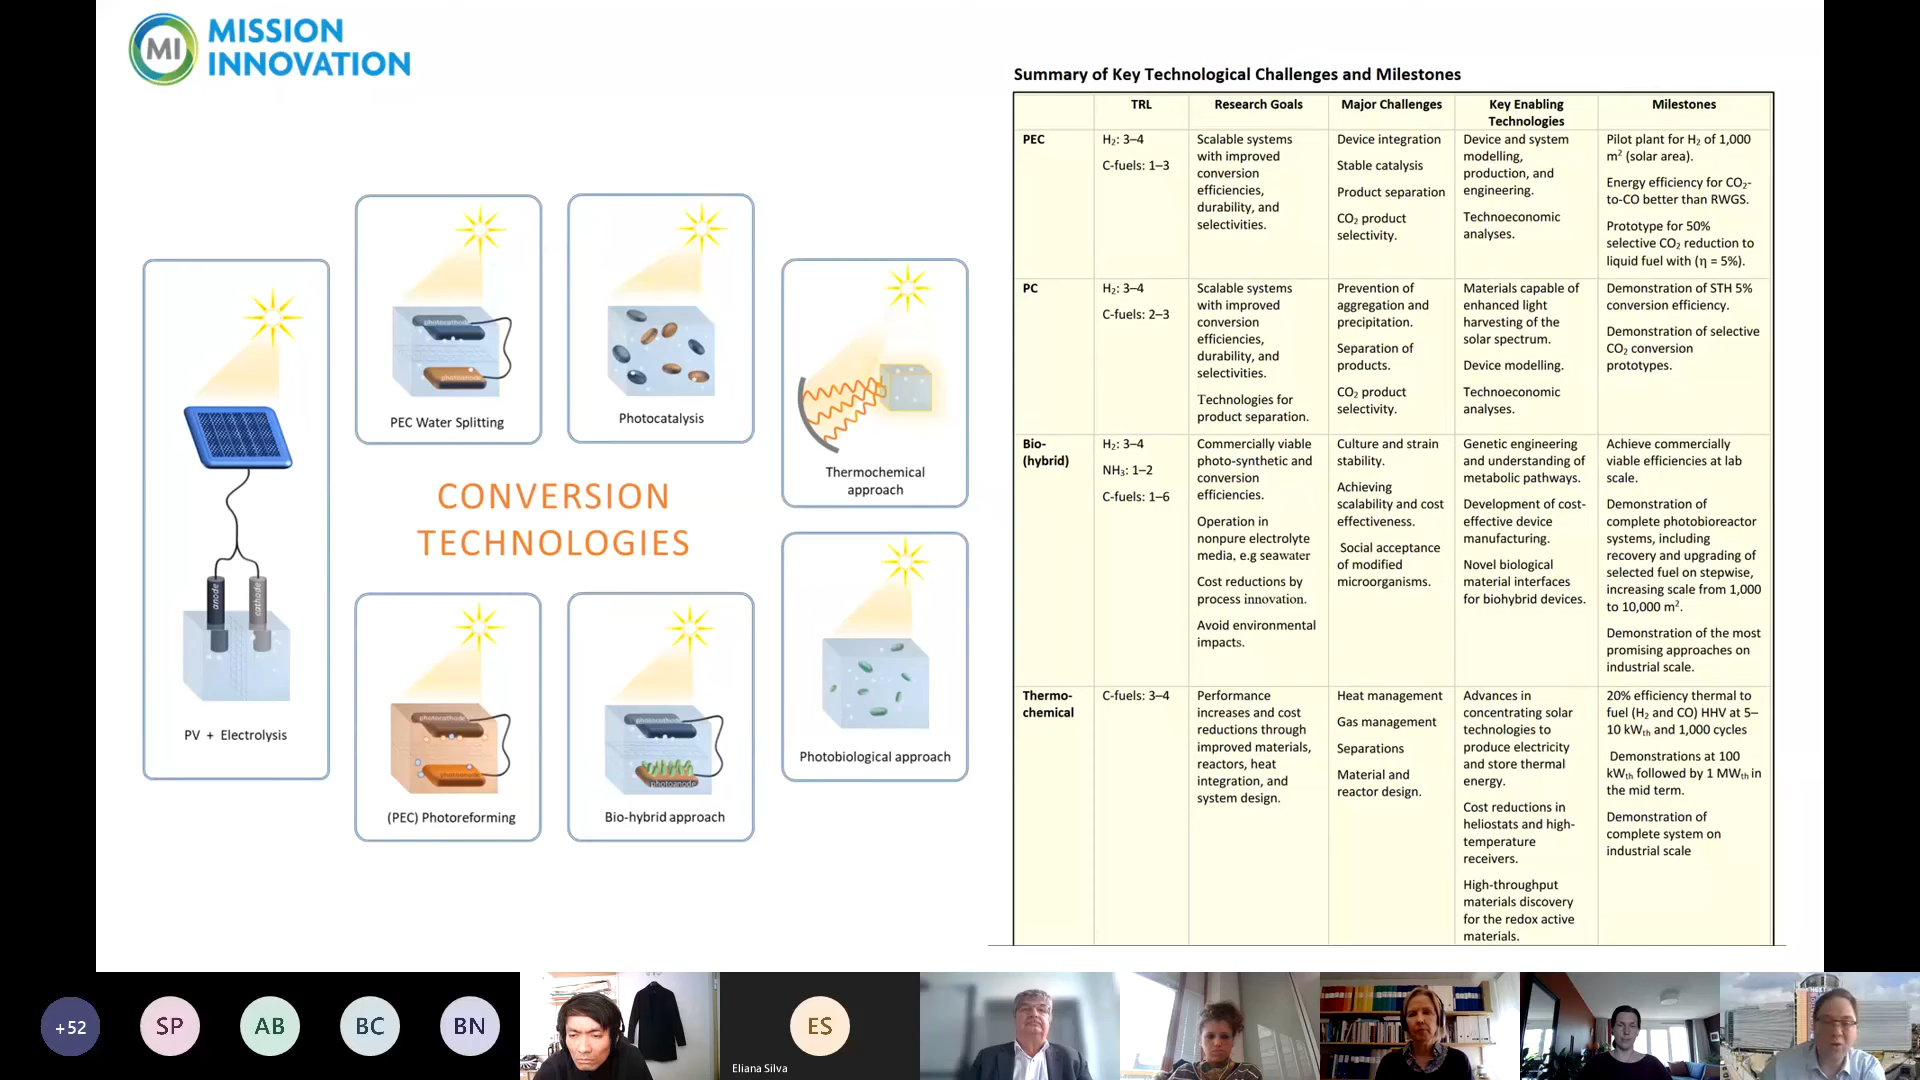 MI
MISSION
INNOVATION
PV + Electrolysis
anode
cathode
photocathode
photoanode
PEC Water Splitting
Photocatalysis
Thermochemical
approach
CONVERSION
TECHNOLOGIES
photocathode
photoanode
(PEC) Photoreforming
photocathode
photoanode
Bio-hybrid approach
Photobiological approach
Summary of Key Technological Challenges and Milestones
TRL
Research Goals
Major Challenges
Key Enabling
Technologies
Milestones
PEC
H₂: 3–4
C-fuels: 1–3
Scalable systems
with improved
conversion
efficiencies,
durability, and
selectivities.
Device integration
Stable catalysis
Product separation
CO₂ product
selectivity.
Device and system
modelling,
production, and
engineering.
Technoeconomic
analyses.
Pilot plant for H₂ of 1,000
m² (solar area).
Energy efficiency for CO₂-
to-CO better than RWGS.
Prototype for 50%
selective CO₂ reduction to
liquid fuel with (η = 5%).
PC
H₂: 3–4
C-fuels: 2–3
Scalable systems
with improved
conversion
efficiencies,
durability, and
selectivities.
Technologies for
product separation.
Prevention of
aggregation and
precipitation.
Separation of
products.
CO₂ product
selectivity.
Materials capable of
enhanced light
harvesting of the
solar spectrum.
Device modelling.
Technoeconomic
analyses.
Demonstration of STH 5%
conversion efficiency.
Demonstration of selective
CO₂ conversion
prototypes.
Bio-
(hybrid)
H₂: 3–4
NH₃: 1–2
C-fuels: 1–6
Commercially viable
photo-synthetic and
conversion
efficiencies.
Operation in
nonpure electrolyte
media, e.g seawater
Cost reductions by
process innovation.
Avoid environmental
impacts.
Culture and strain
stability.
Achieving
scalability and cost
effectiveness.
Social acceptance
of modified
microorganisms.
Genetic engineering
and understanding of
metabolic pathways.
Development of cost-
effective device
manufacturing.
Novel biological
material interfaces
for biohybrid devices.
Achieve commercially
viable efficiencies at lab
scale.
Demonstration of
complete photobioreactor
systems, including
recovery and upgrading of
selected fuel on stepwise,
increasing scale from 1,000
to 10,000 m².
Demonstration of the most
promising approaches on
industrial scale.
Thermo-
chemical
C-fuels: 3–4
Performance
increases and cost
reductions through
improved materials,
reactors, heat
integration, and
system design.
Heat management
Gas management
Separations
Material and
reactor design.
Advances in
concentrating solar
technologies to
produce electricity
and store thermal
energy.
Cost reductions in
heliostats and high-
temperature
receivers.
High-throughput
materials discovery
for the redox active
materials.
20% efficiency thermal to
fuel (H₂ and CO) HHV at 5–
10 kWth and 1,000 cycles
Demonstrations at 100
kWth followed by 1 MWth in
the mid term.
Demonstration of
complete system on
industrial scale
+52
SP
AB
BC
BN
ES
Eliana Silva